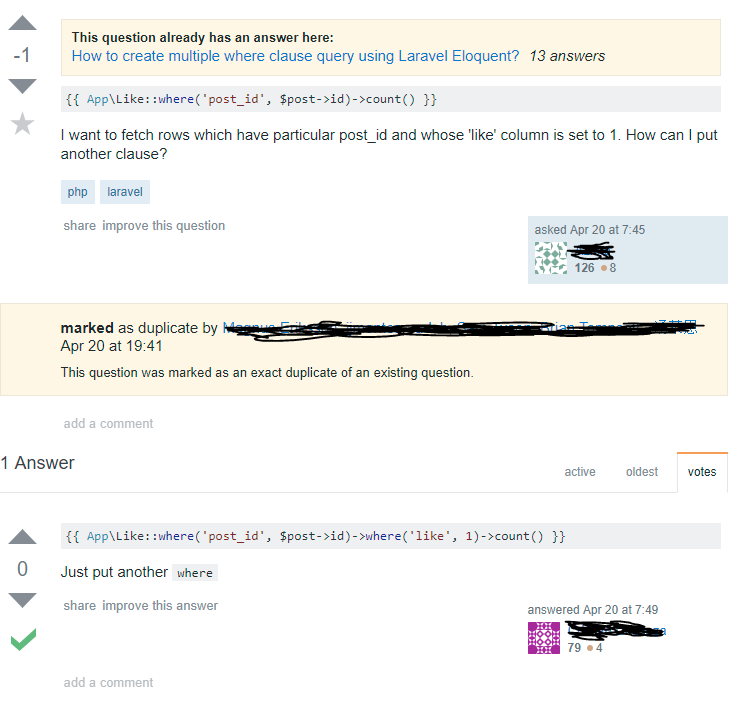 This question already has an answer here:
-1
How to create multiple where clause query using Laravel Eloquent? 13 answers
{{ App\Like::where('post_id', $post->id)->count() }}
I want to fetch rows which have particular post_id and whose 'like' column is set to 1. How can I put
another clause?
php laravel
share improve this question
asked Apr 20 at 7:45
126 8
marked as duplicate by
Apr 20 at 19:41
This question was marked as an exact duplicate of an existing question.
add a comment
1 Answer
active oldest votes
{{ App\Like::where('post_id', $post->id)->where('like', 1)->count() }}
0
Just put another where
share improve this answer
answered Apr 20 at 7:49
79 4
add a comment